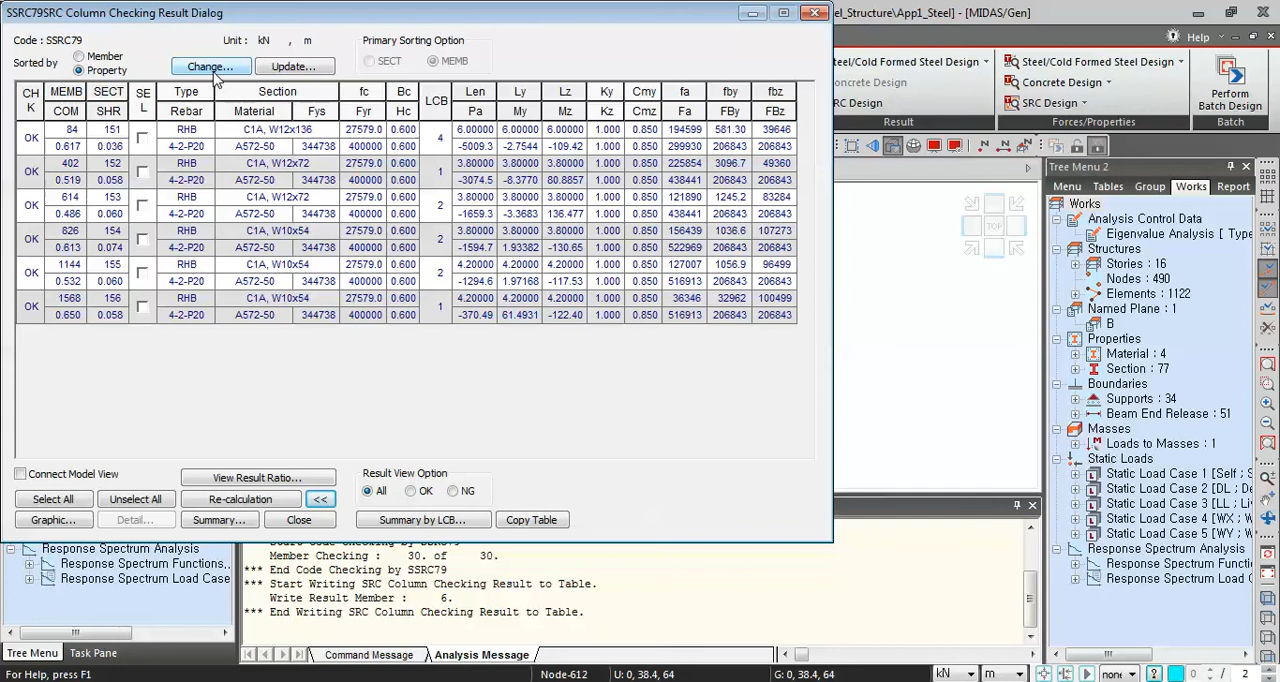 SSRC79SRC Column Checking Result Dialog
el_Structure/App1_Steel] - [MIDAS/Gen]
Code : SSRC79
Unit : kN , m
Primary Sorting Option
Sorted by
Member
Property
Change...
Update...
SECT
MEMB
CH K
MEMB SECT SE L Type Section fc Bc LCB Len Ly Lz Ky Cmy fa fby fbz
COM SHR Rebar Material Fys Fyr Hc Pa My Mz Kz Cmz Fa FBy FBz
OK 84 151 RHB C1A, W12x136 27579.0 0.600 4 6.00000 6.00000 6.00000 1.000 0.850 194599 581.30 39646
0.617 0.036 4-2-P20 A572-50 344738 400000 0.600 -5009.3 -2.7544 -109.42 1.000 0.850 299930 206843 206843
OK 402 152 RHB C1A, W12x72 27579.0 0.600 1 3.80000 3.80000 3.80000 1.000 0.850 225854 3096.7 49360
0.519 0.058 4-2-P20 A572-50 344738 400000 0.600 -3074.5 -8.3770 80.8857 1.000 0.850 438441 206843 206843
OK 614 153 RHB C1A, W12x72 27579.0 0.600 2 3.80000 3.80000 3.80000 1.000 0.850 121890 1245.2 83284
0.486 0.060 4-2-P20 A572-50 344738 400000 0.600 -1659.3 -3.3683 136.477 1.000 0.850 438441 206843 206843
OK 826 154 RHB C1A, W10x54 27579.0 0.600 2 3.80000 3.80000 3.80000 1.000 0.850 156439 1036.6 107273
0.613 0.074 4-2-P20 A572-50 344738 400000 0.600 -1594.7 1.93382 -130.65 1.000 0.850 522969 206843 206843
OK 1144 155 RHB C1A, W10x54 27579.0 0.600 2 4.20000 4.20000 4.20000 1.000 0.850 127007 1056.9 96499
0.532 0.060 4-2-P20 A572-50 344738 400000 0.600 -1294.6 1.97168 -117.53 1.000 0.850 516913 206843 206843
OK 1568 156 RHB C1A, W10x54 27579.0 0.600 1 4.20000 4.20000 4.20000 1.000 0.850 36346 32962 100499
0.650 0.058 4-2-P20 A572-50 344738 400000 0.600 -370.49 61.4931 -122.40 1.000 0.850 516913 206843 206843
Connect Model View
View Result Ratio...
Result View Option
Select All
Unselect All
Re-calculation
<<
All
OK
NG
Graphic...
Detail...
Summary...
Close
Summary by LCB...
Copy Table
Help
teel/Cold Formed Steel Design
Steel/Cold Formed Steel Design
ncrete Design
Concrete Design
RC Design
SRC Design
Perform
Batch Design
Result
Forces/Properties
Batch
TOP
Tree Menu 2
Menu
Tables
Group
Works
Report
Works
Analysis Control Data
Eigenvalue Analysis [ Type
Structures
Stories : 16
Nodes : 490
Elements : 1122
Named Plane : 1
B
Properties
Material : 4
Section : 77
Boundaries
Supports : 34
Beam End Release : 51
Masses
Loads to Masses : 1
Static Loads
Static Load Case 1 [Self ;
Static Load Case 2 [DL ;
Static Load Case 3 [LL ;
Static Load Case 4 [WX ;
Static Load Case 5 [WY ;
Response Spectrum Analysis
Response Spectrum Functi
Response Spectrum Load C
Response Spectrum Analysis
Response Spectrum Functions..
Response Spectrum Load Case
Tree Menu
Task Pane
Member Checking : 30. of 30.
*** End Code Checking by SSRC79
*** Start Writing SRC Column Checking Result to Table.
Write Result Member : 6.
*** End Writing SRC Column Checking Result to Table.
Command Message
Analysis Message
For Help, press F1
Node-612
U: 0, 38.4, 64
G: 0, 38.4, 64
kN
m
none
0
/ 2